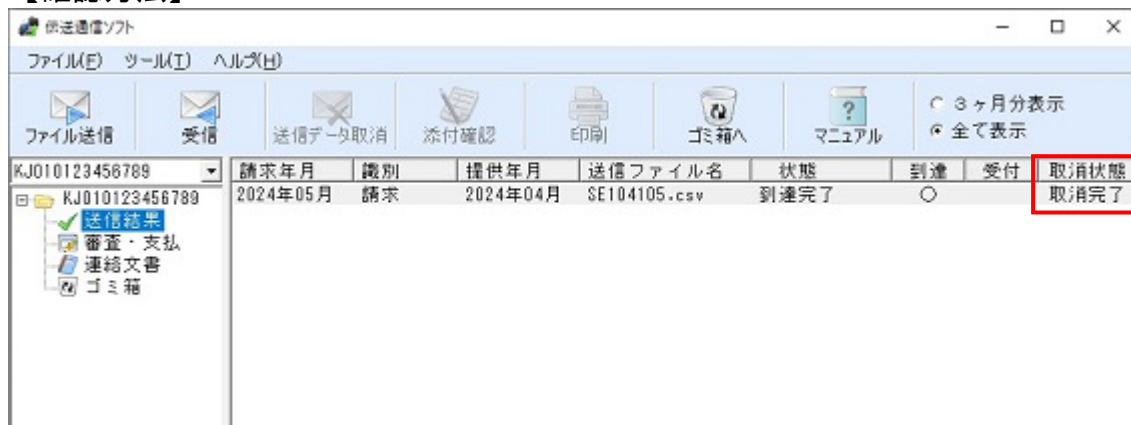 伝送通信ソフト
ファイル(F) ツール(T) ヘルプ(H)
ファイル送信 受信 送信データ取消 添付確認 印刷 ゴミ箱へ マニュアル
3ヶ月分表示
全て表示
KJ010123456789
請求年月 識別 提供年月 送信ファイル名 状態 到達 受付 取消状態
KJ010123456789
2024年05月 請求 2024年04月 SE104105.csv 到達完了 ○ 取消完了
送信結果
審査・支払
連絡文書
ゴミ箱